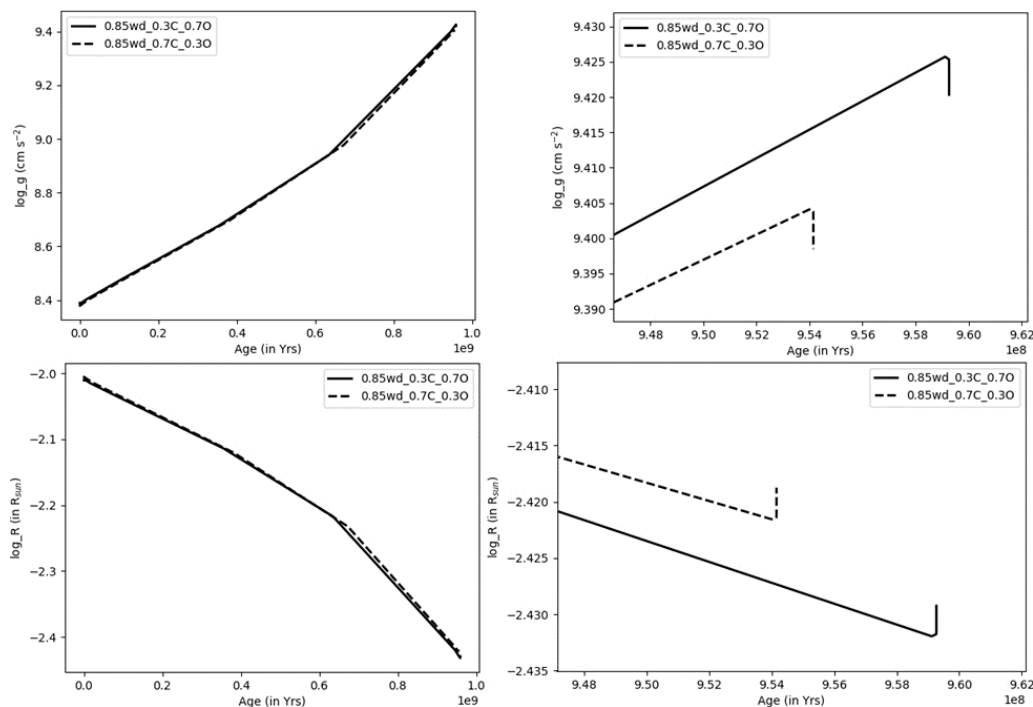 9.4
9.2
9.0
8.8
8.6
8.4
log_g (cm s⁻²)
0.85wd_0.3C_0.7O
0.85wd_0.7C_0.3O
0.0 0.2 0.4 0.6 0.8 1.0
Age (in Yrs)
1e9
9.430
9.425
9.420
9.415
9.410
9.405
9.400
9.395
9.390
log_g (cm s⁻²)
0.85wd_0.3C_0.7O
0.85wd_0.7C_0.3O
9.48 9.50 9.52 9.54 9.56 9.58 9.60 9.62
Age (in Yrs)
1e8
−2.0
−2.1
−2.2
−2.3
−2.4
log_R (in Rsun)
0.85wd_0.3C_0.7O
0.85wd_0.7C_0.3O
0.0 0.2 0.4 0.6 0.8 1.0
Age (in Yrs)
1e9
−2.410
−2.415
−2.420
−2.425
−2.430
−2.435
log_R (in Rsun)
0.85wd_0.3C_0.7O
0.85wd_0.7C_0.3O
9.48 9.50 9.52 9.54 9.56 9.58 9.60 9.62
Age (in Yrs)
1e8